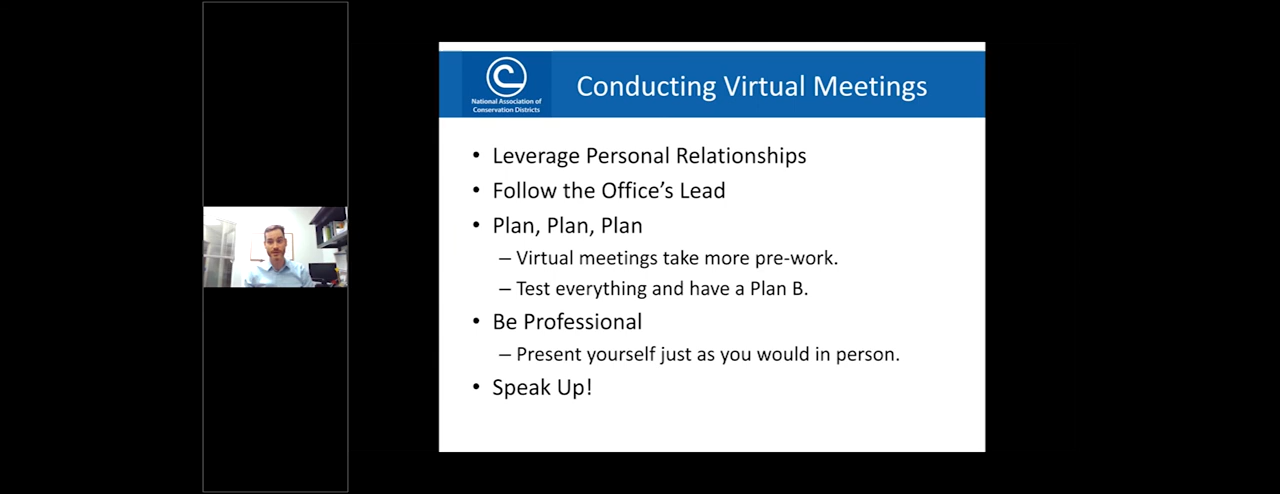 National Association of
Conservation Districts
Conducting Virtual Meetings
• Leverage Personal Relationships
• Follow the Office’s Lead
• Plan, Plan, Plan
– Virtual meetings take more pre-work.
– Test everything and have a Plan B.
• Be Professional
– Present yourself just as you would in person.
• Speak Up!